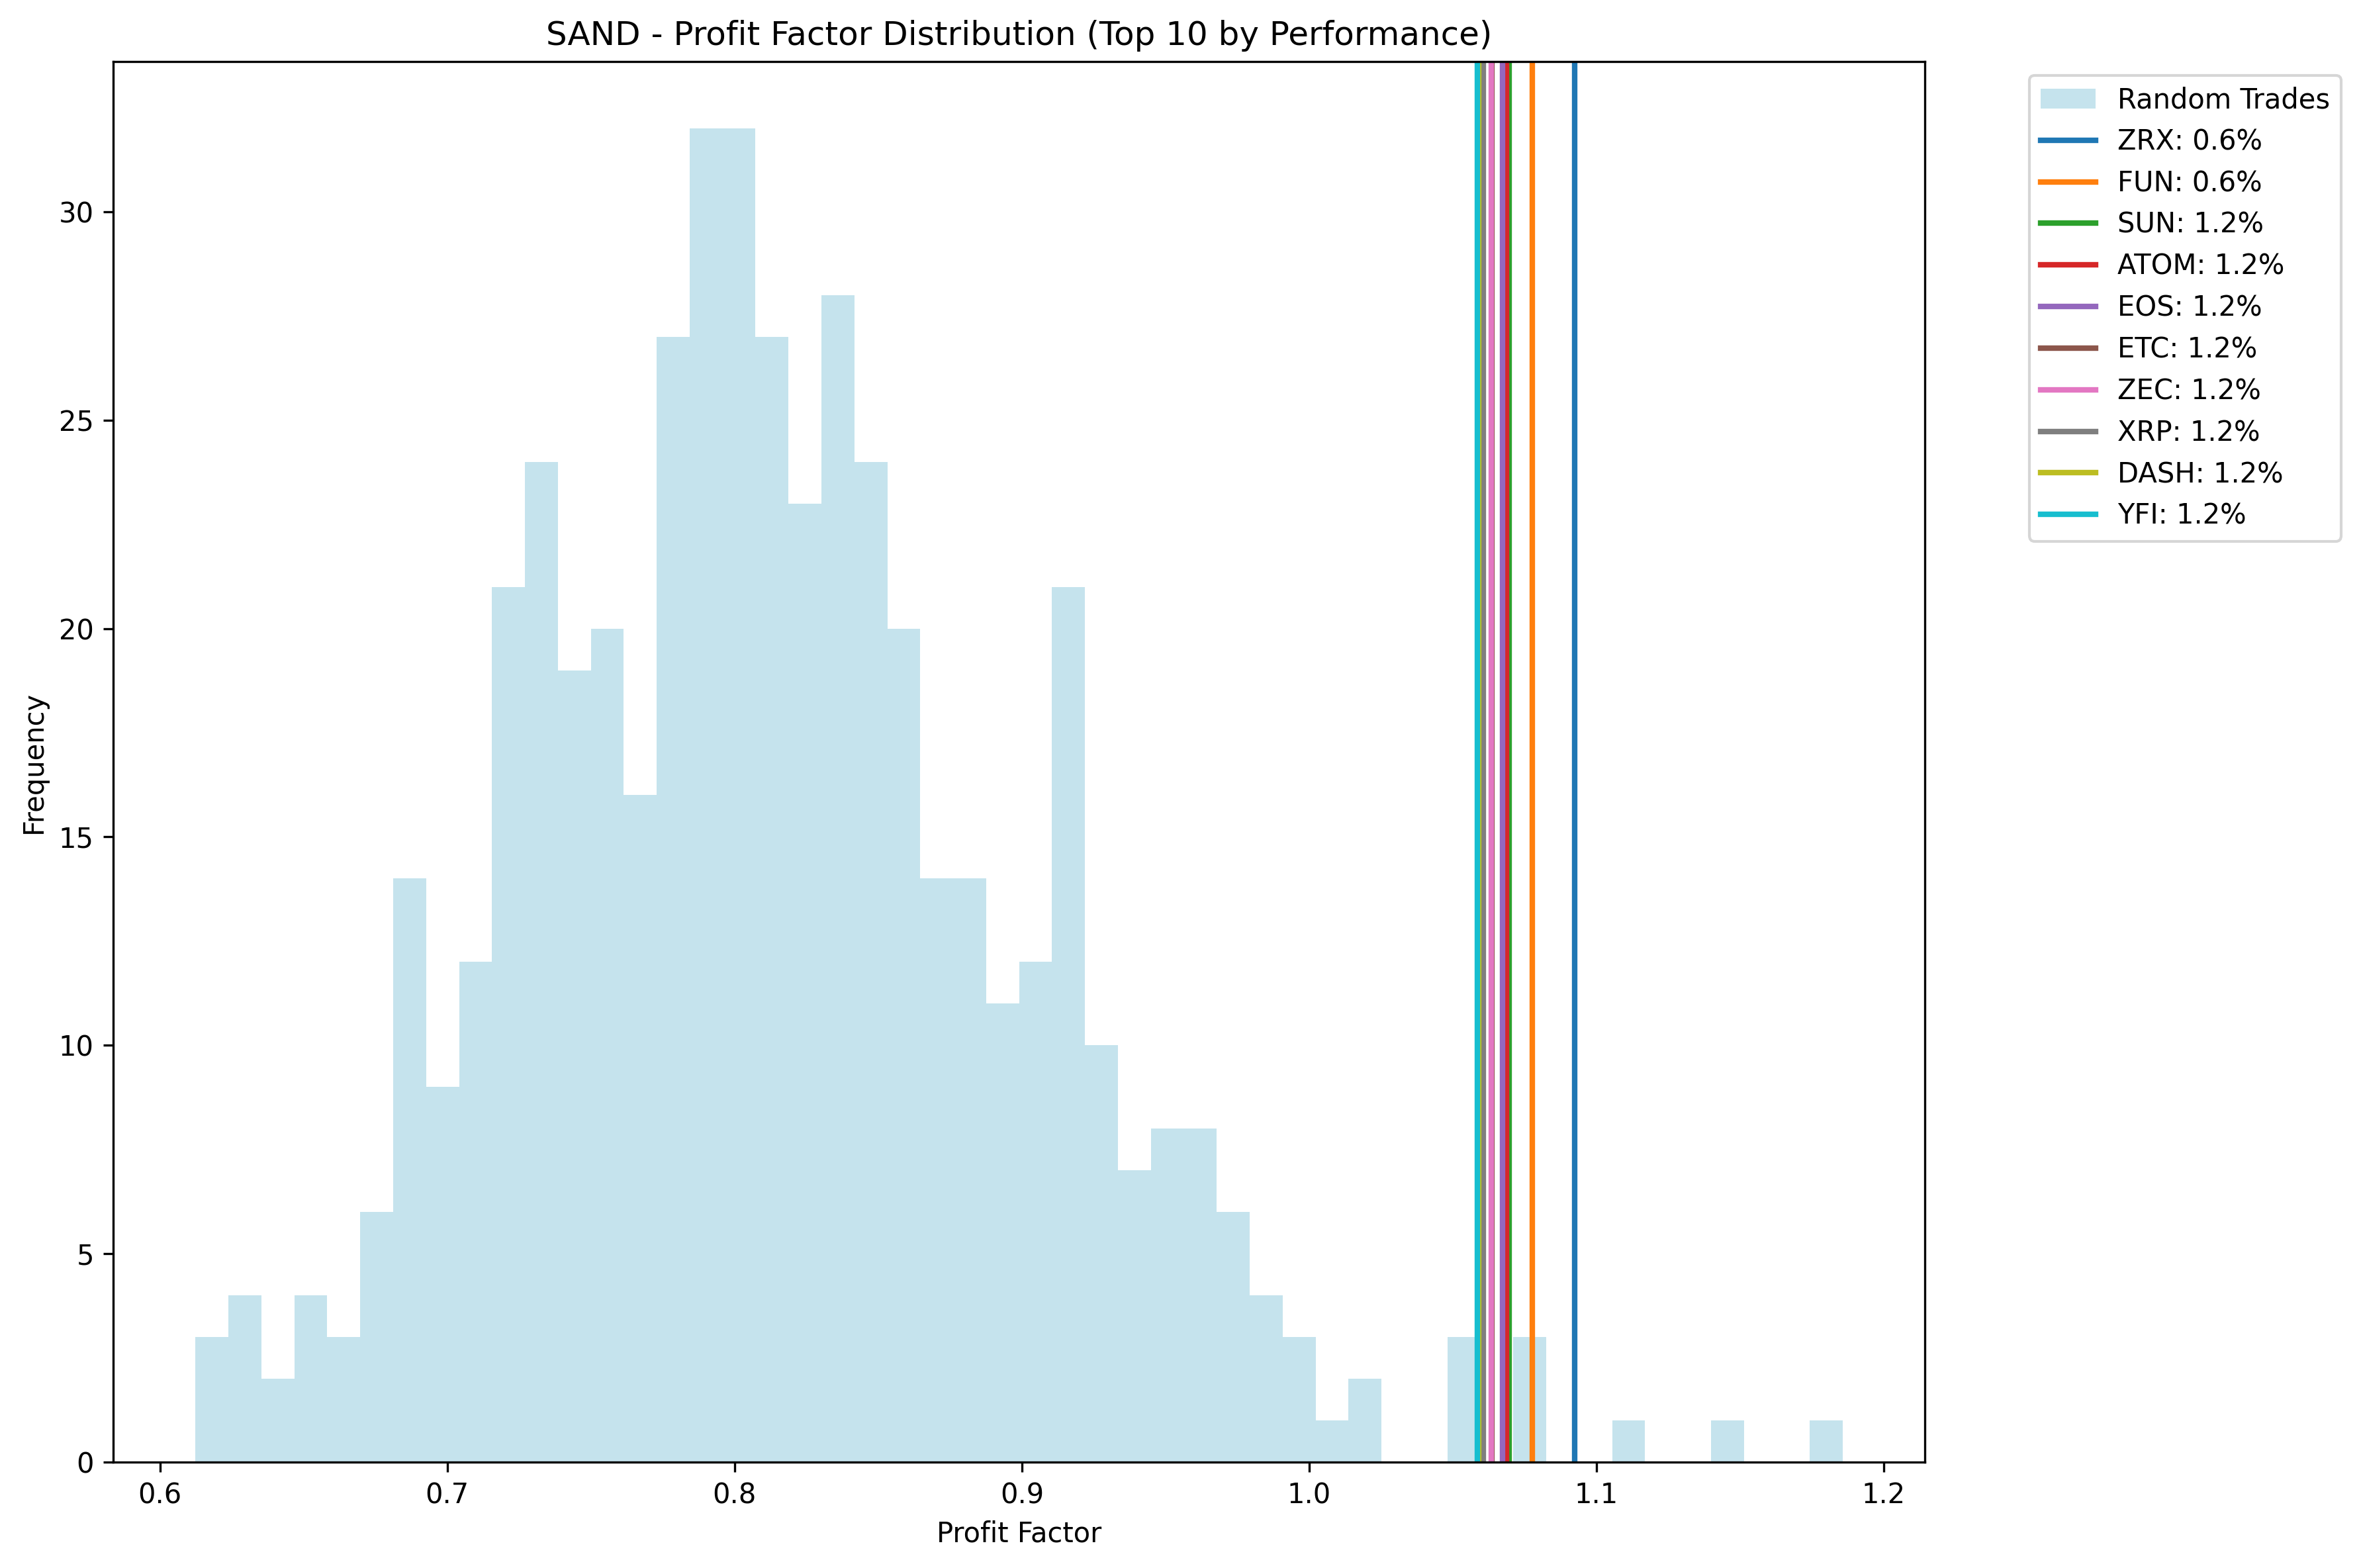 SAND - Profit Factor Distribution (Top 10 by Performance)
Random Trades
ZRX: 0.6%
FUN: 0.6%
SUN: 1.2%
ATOM: 1.2%
EOS: 1.2%
ETC: 1.2%
ZEC: 1.2%
XRP: 1.2%
DASH: 1.2%
YFI: 1.2%
Frequency
30
25
20
15
10
5
0
0.6 0.7 0.8 0.9 1.0 1.1 1.2
Profit Factor